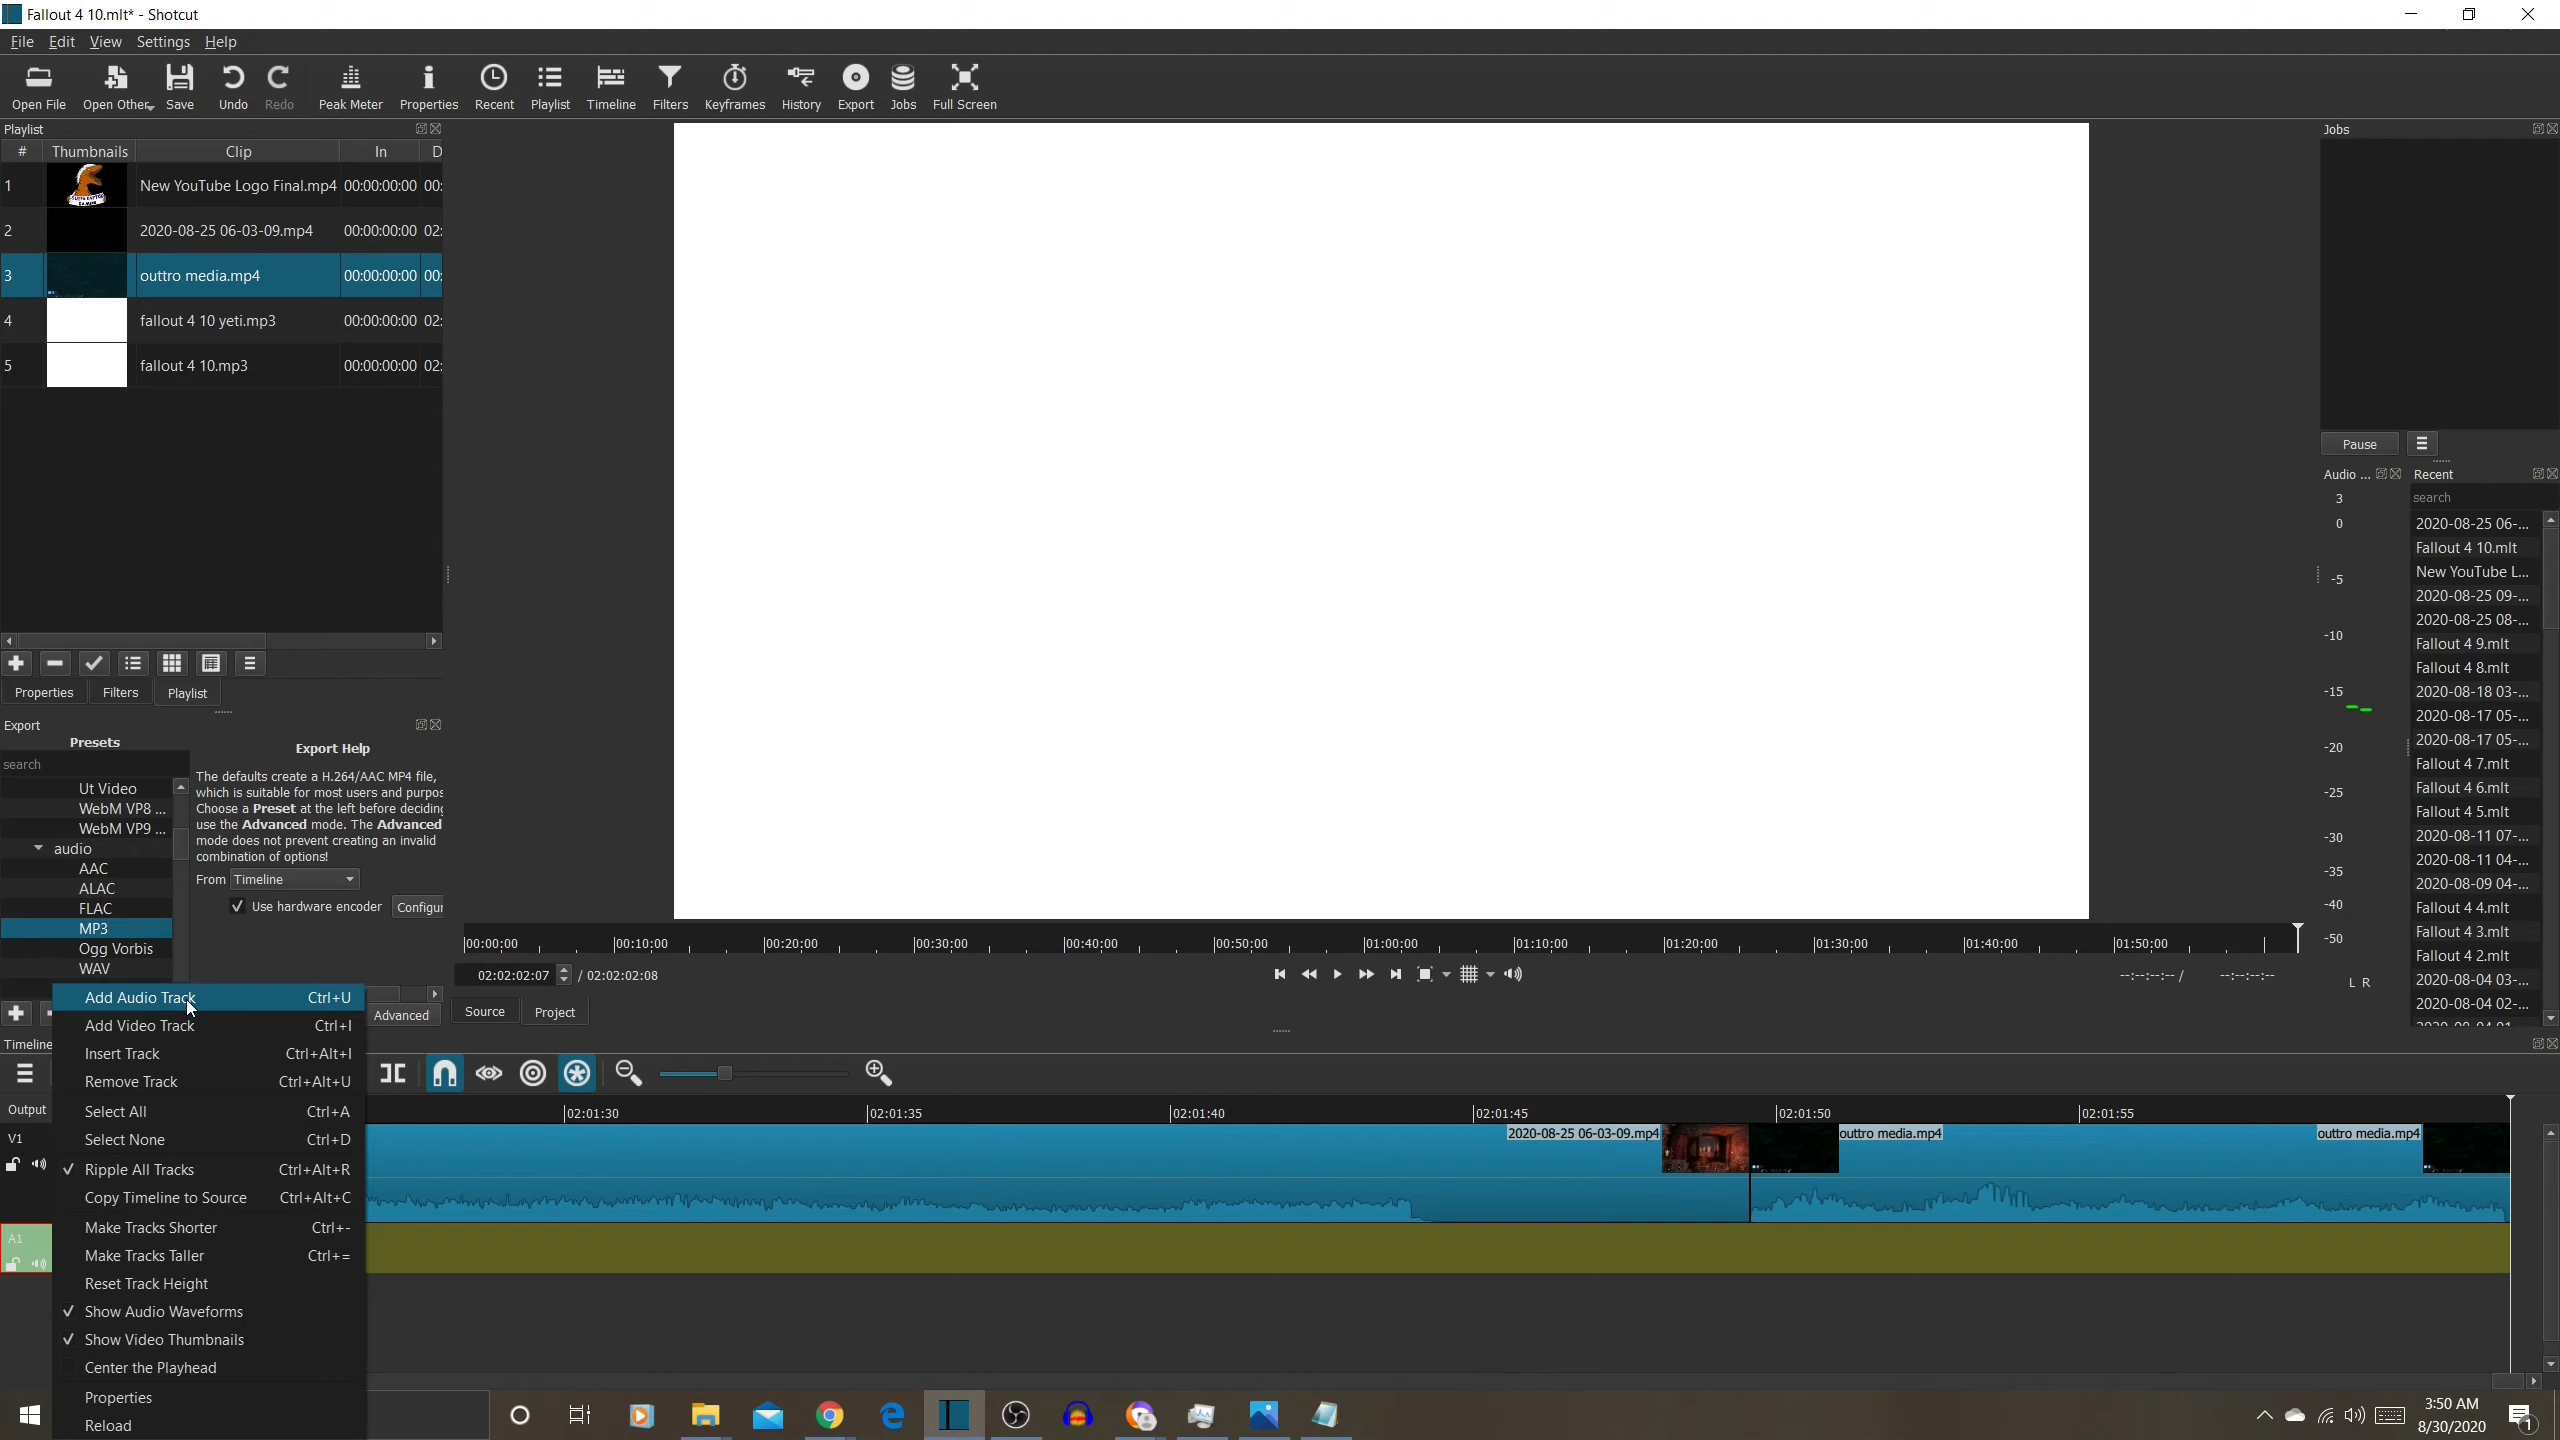 Fallout 4 10.mlt* - Shotcut
File Edit View Settings Help
Open File Open Other Save Undo Redo Peak Meter Properties Recent Playlist Timeline Filters Keyframes History Export Jobs Full Screen
Playlist
# Thumbnails Clip In D
1 New YouTube Logo Final.mp4 00:00:00:00 00:
2 2020-08-25 06-03-09.mp4 00:00:00:00 02:
3 outtro media.mp4 00:00:00:00 00:
4 fallout 4 10 yeti.mp3 00:00:00:00 02:
5 fallout 4 10.mp3 00:00:00:00 02:
Properties Filters Playlist
Export
Presets
search
Ut Video
WebM VP8 ...
WebM VP9 ...
audio
AAC
ALAC
FLAC
MP3
Ogg Vorbis
WAV
Export Help
The defaults create a H.264/AAC MP4 file,
which is suitable for most users and purpos
Choose a Preset at the left before deciding
use the Advanced mode. The Advanced
mode does not prevent creating an invalid
combination of options!
From Timeline
Use hardware encoder Configur
Advanced
00:00:00 00:10:00 00:20:00 00:30:00 00:40:00 00:50:00 01:00:00 01:10:00 01:20:00 01:30:00 01:40:00 01:50:00
02:02:02:07 / 02:02:02:08 --:--:--:-- / --:--:--:--
Source Project
Jobs
Pause
Audio ...
3
0
-5
-10
-15
-20
-25
-30
-35
-40
-50
L R
Recent
search
2020-08-25 06-...
Fallout 4 10.mlt
New YouTube L...
2020-08-25 09-...
2020-08-25 08-...
Fallout 4 9.mlt
Fallout 4 8.mlt
2020-08-18 03-...
2020-08-17 05-...
2020-08-17 05-...
Fallout 4 7.mlt
Fallout 4 6.mlt
Fallout 4 5.mlt
2020-08-11 07-...
2020-08-11 04-...
2020-08-09 04-...
Fallout 4 4.mlt
Fallout 4 3.mlt
Fallout 4 2.mlt
2020-08-04 03-...
2020-08-04 02-...
Timeline
Add Audio Track Ctrl+U
Add Video Track Ctrl+I
Insert Track Ctrl+Alt+I
Remove Track Ctrl+Alt+U
Select All Ctrl+A
Select None Ctrl+D
Ripple All Tracks Ctrl+Alt+R
Copy Timeline to Source Ctrl+Alt+C
Make Tracks Shorter Ctrl+-
Make Tracks Taller Ctrl+=
Reset Track Height
Show Audio Waveforms
Show Video Thumbnails
Center the Playhead
Properties
Reload
Output
02:01:30 02:01:35 02:01:40 02:01:45 02:01:50 02:01:55
V1
2020-08-25 06-03-09.mp4 outtro media.mp4 outtro media.mp4
A1
3:50 AM
8/30/2020
1